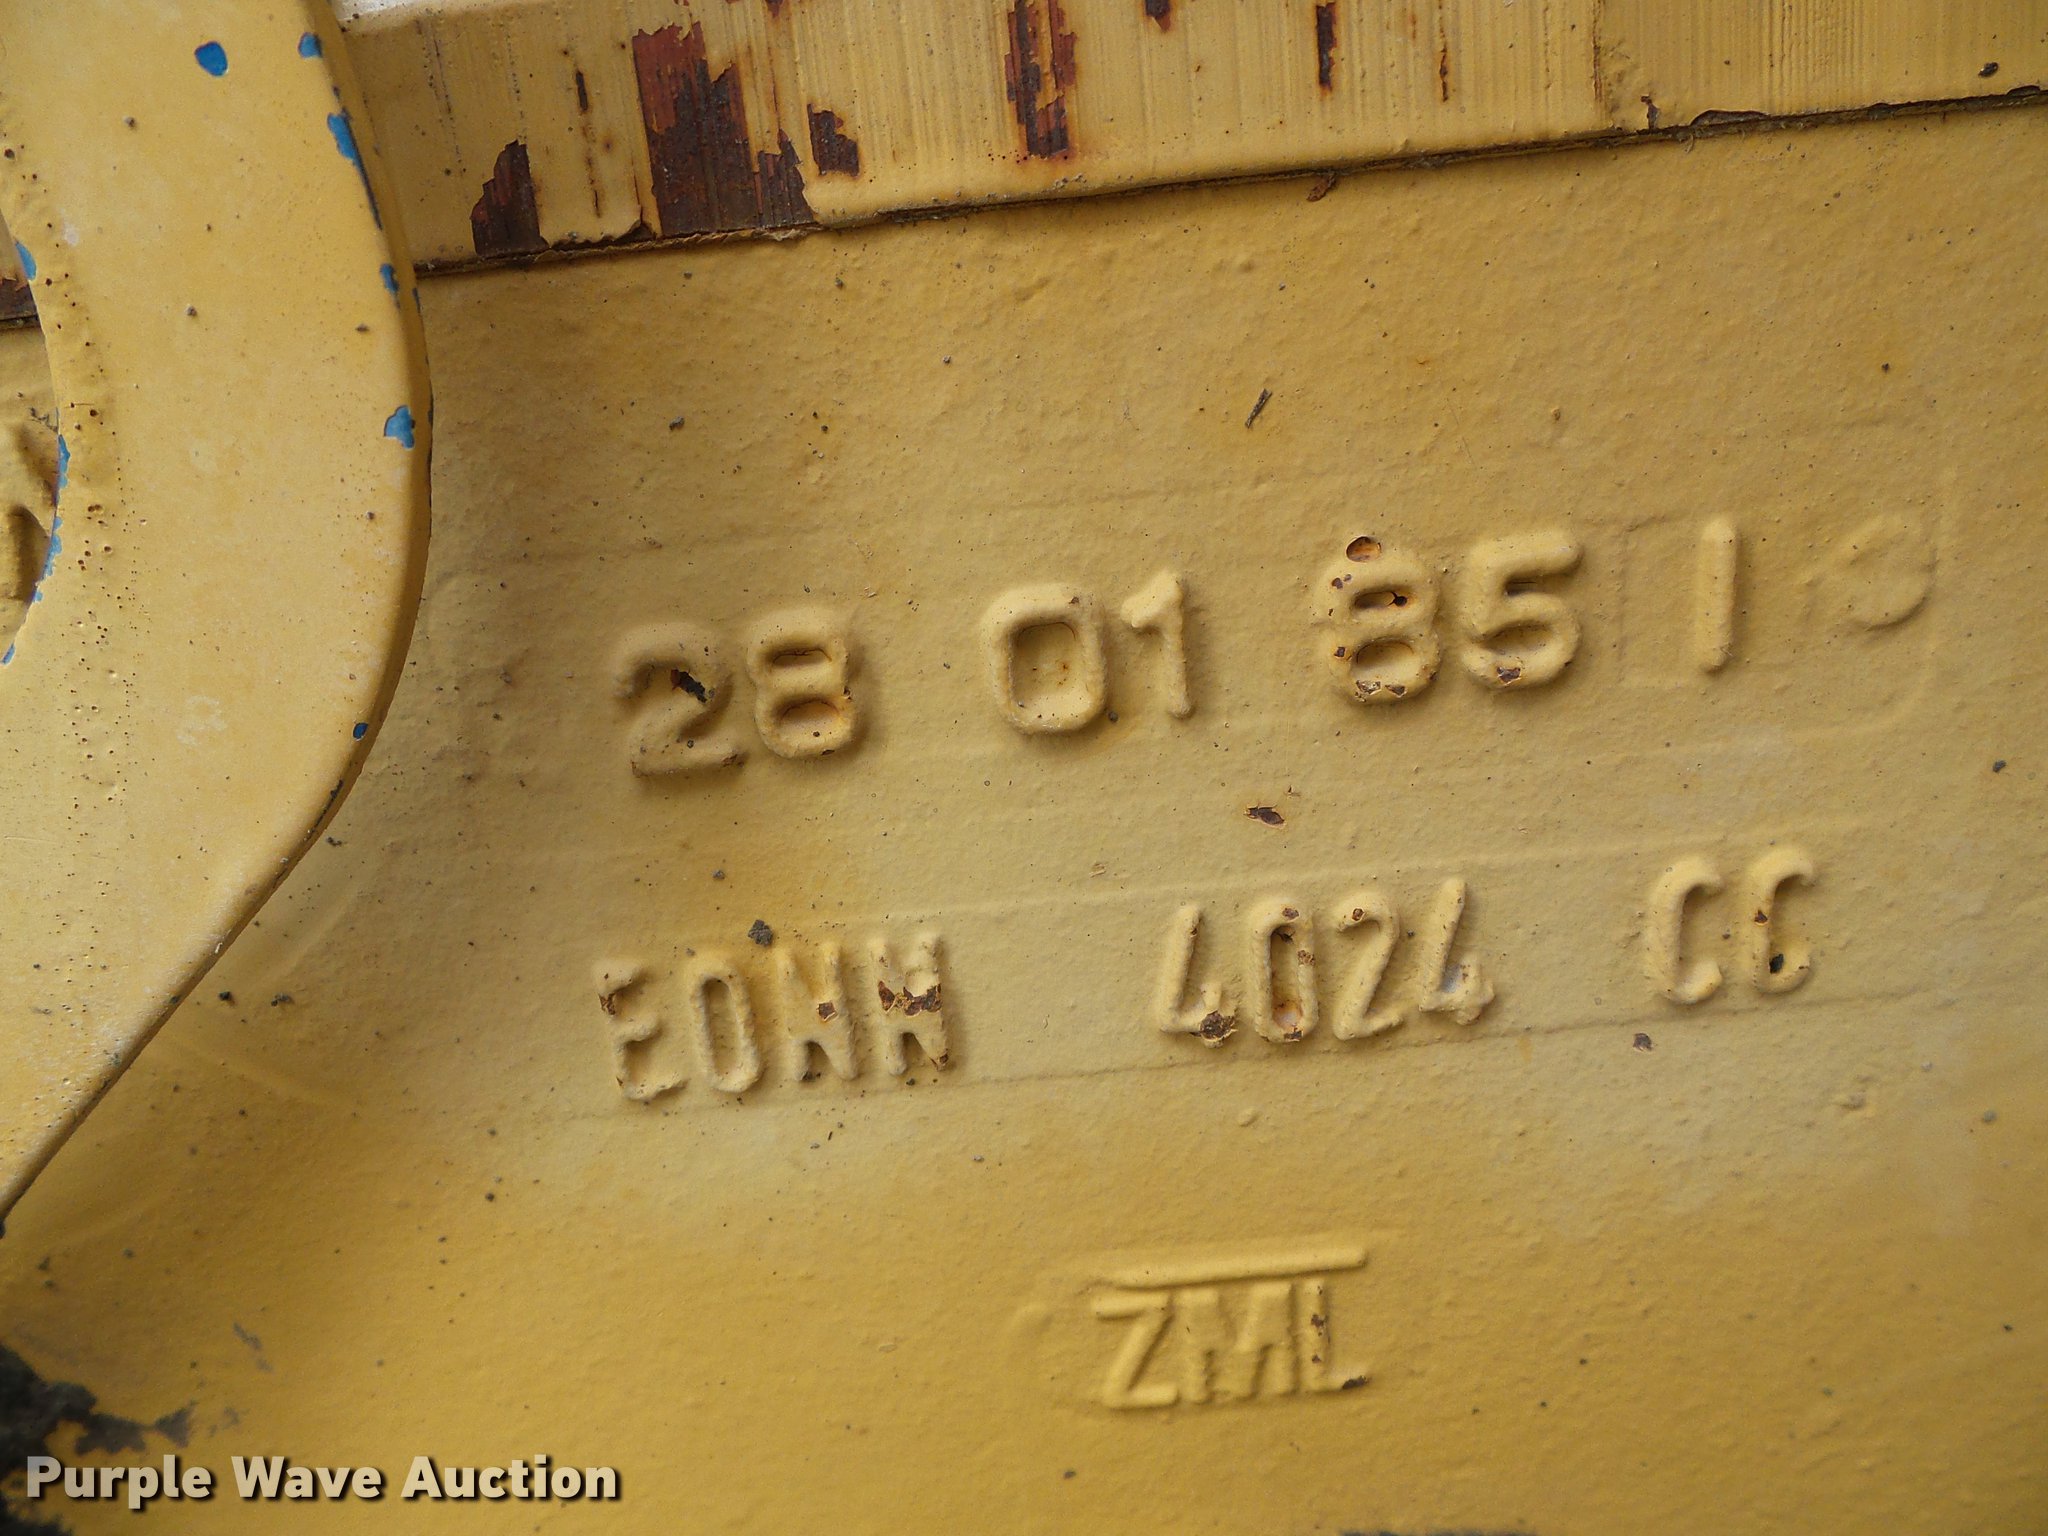 28 01 85 1
EONN 4024 CC
ZML
Purple Wave Auction